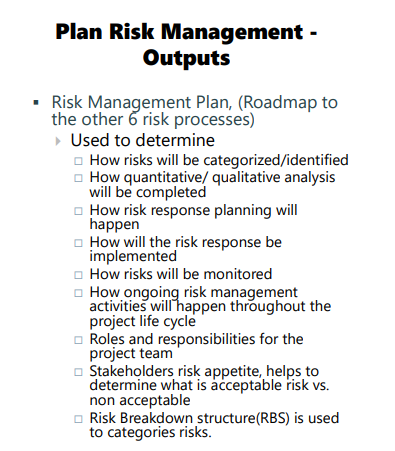 Plan Risk Management -
Outputs
▪ Risk Management Plan, (Roadmap to
the other 6 risk processes)
Used to determine
□ How risks will be categorized/identified
□ How quantitative/ qualitative analysis
will be completed
□ How risk response planning will
happen
□ How will the risk response be
implemented
□ How risks will be monitored
□ How ongoing risk management
activities will happen throughout the
project life cycle
□ Roles and responsibilities for the
project team
□ Stakeholders risk appetite, helps to
determine what is acceptable risk vs.
non acceptable
□ Risk Breakdown structure(RBS) is used
to categories risks.